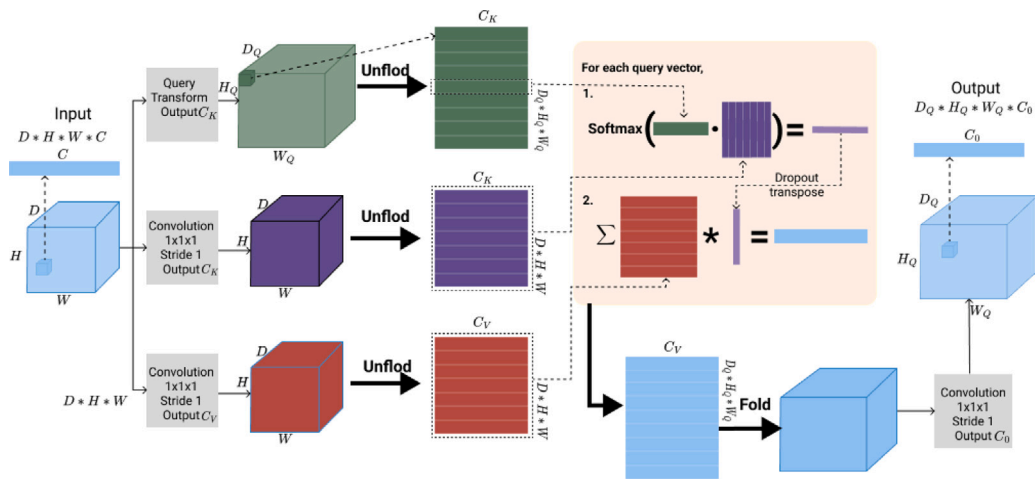 Input
D * H * W * C
C
D
H
W
D * H * W
Query
Transform
Output C_K
H_Q
D_Q
W_Q
Unflod
C_K
D_Q * H_Q * W_Q
Convolution
1x1x1
Stride 1
Output C_K
H
D
W
Unflod
C_K
D * H * W
Convolution
1x1x1
Stride 1
Output C_V
H
D
W
Unflod
C_V
D * H * W
For each query vector,
1.
Softmax ( · ) =
Dropout
transpose
2.
∑ * =
C_V
D_Q * H_Q * W_Q
Fold
Convolution
1x1x1
Stride 1
Output C_0
Output
D_Q * H_Q * W_Q * C_0
C_0
D_Q
H_Q
W_Q